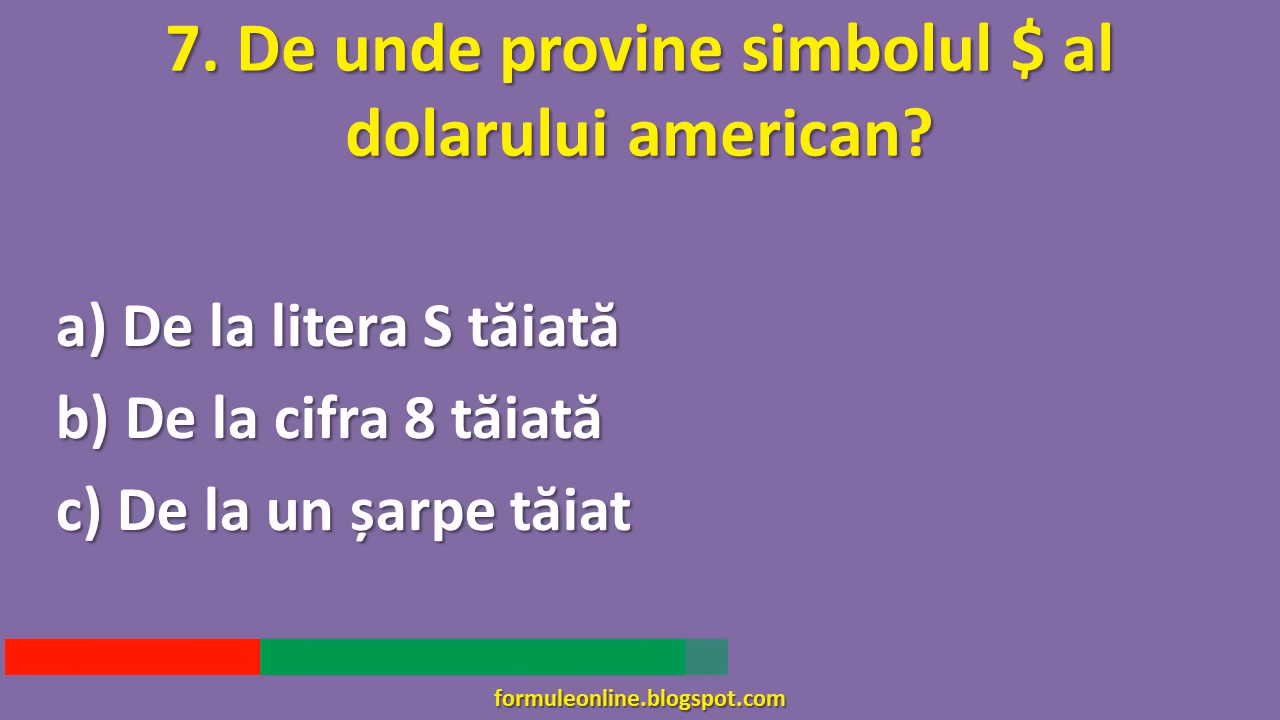 7. De unde provine simbolul $ al
dolarului american?
a) De la litera S tăiată
b) De la cifra 8 tăiată
c) De la un șarpe tăiat
formuleonline.blogspot.com